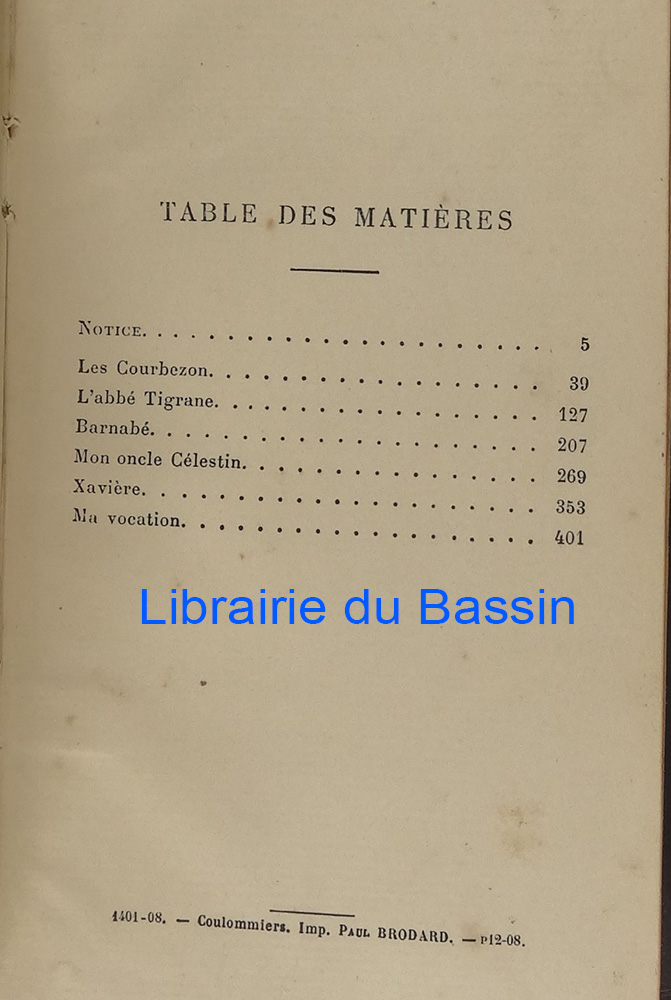 TABLE DES MATIÈRES
NOTICE. . . . . . . . . . . . . . . . . . . . . . 5
Les Courbezon. . . . . . . . . . . . . . . . . . 39
L'abbé Tigrane. . . . . . . . . . . . . . . . . . 127
Barnabé. . . . . . . . . . . . . . . . . . . . . 207
Mon oncle Célestin. . . . . . . . . . . . . . . . 269
Xavière. . . . . . . . . . . . . . . . . . . . . 353
Ma vocation. . . . . . . . . . . . . . . . . . . 401
Librairie du Bassin
1401-08. — Coulommiers. Imp. PAUL BRODARD. — P12-08.